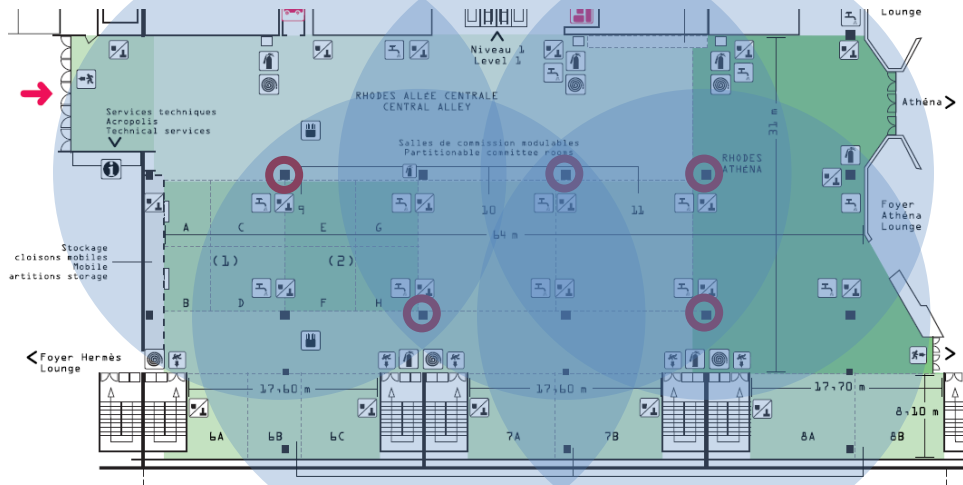 Lounge
Niveau 1
Level 1
RHODES ALLÉE CENTRALE
CENTRAL ALLEY
Athéna
Services techniques
Acropolis
Technical services
31 m
Salles de commission modulables
Partitionable committee rooms
RHODES
ATHÉNA
9
10
11
Foyer
Athéna
Lounge
A
C
E
G
64 m
Stockage
cloisons mobiles
Mobile
artitions storage
(1)
(2)
B
D
F
H
Foyer Hermès
Lounge
17,60 m
17,60 m
17,70 m
8,10 m
6A
6B
6C
7A
7B
8A
8B